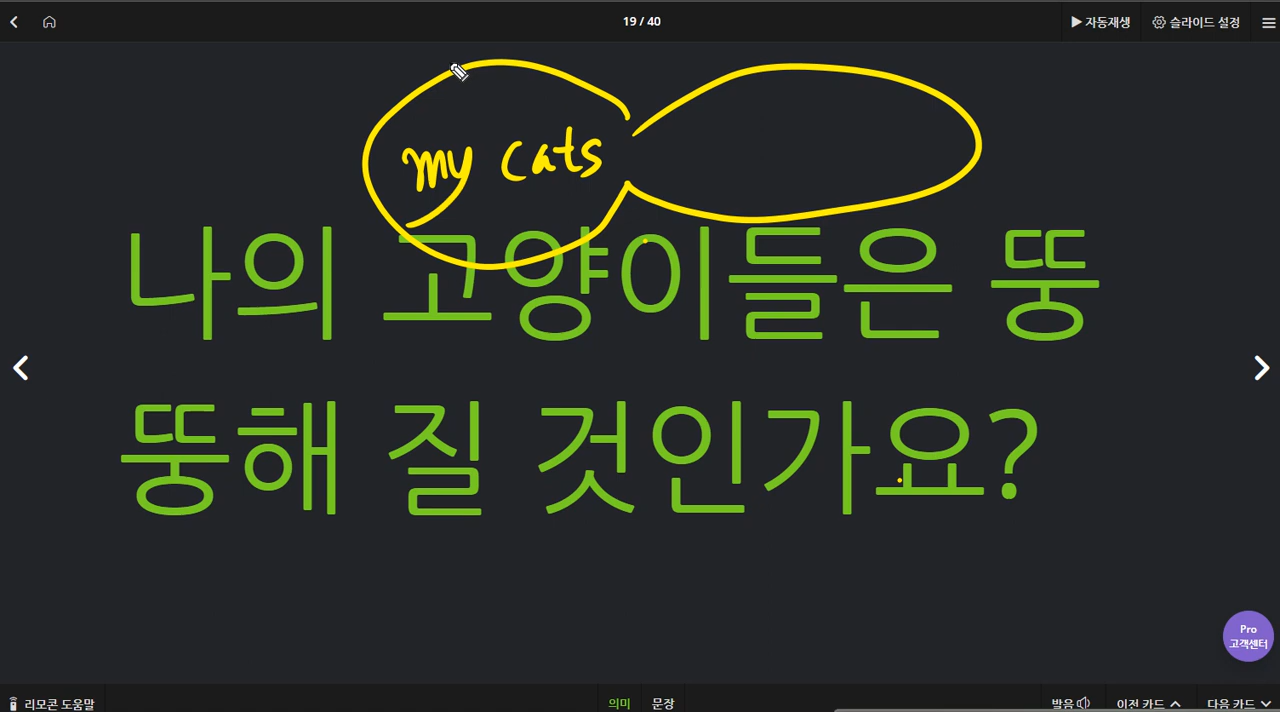 19 / 40
자동재생
슬라이드 설정
my cats
나의 고양이들은 뚱
뚱해 질 것인가요?
Pro
고객센터
리모콘 도움말
의미
문장
발음
이전 카드
다음 카드